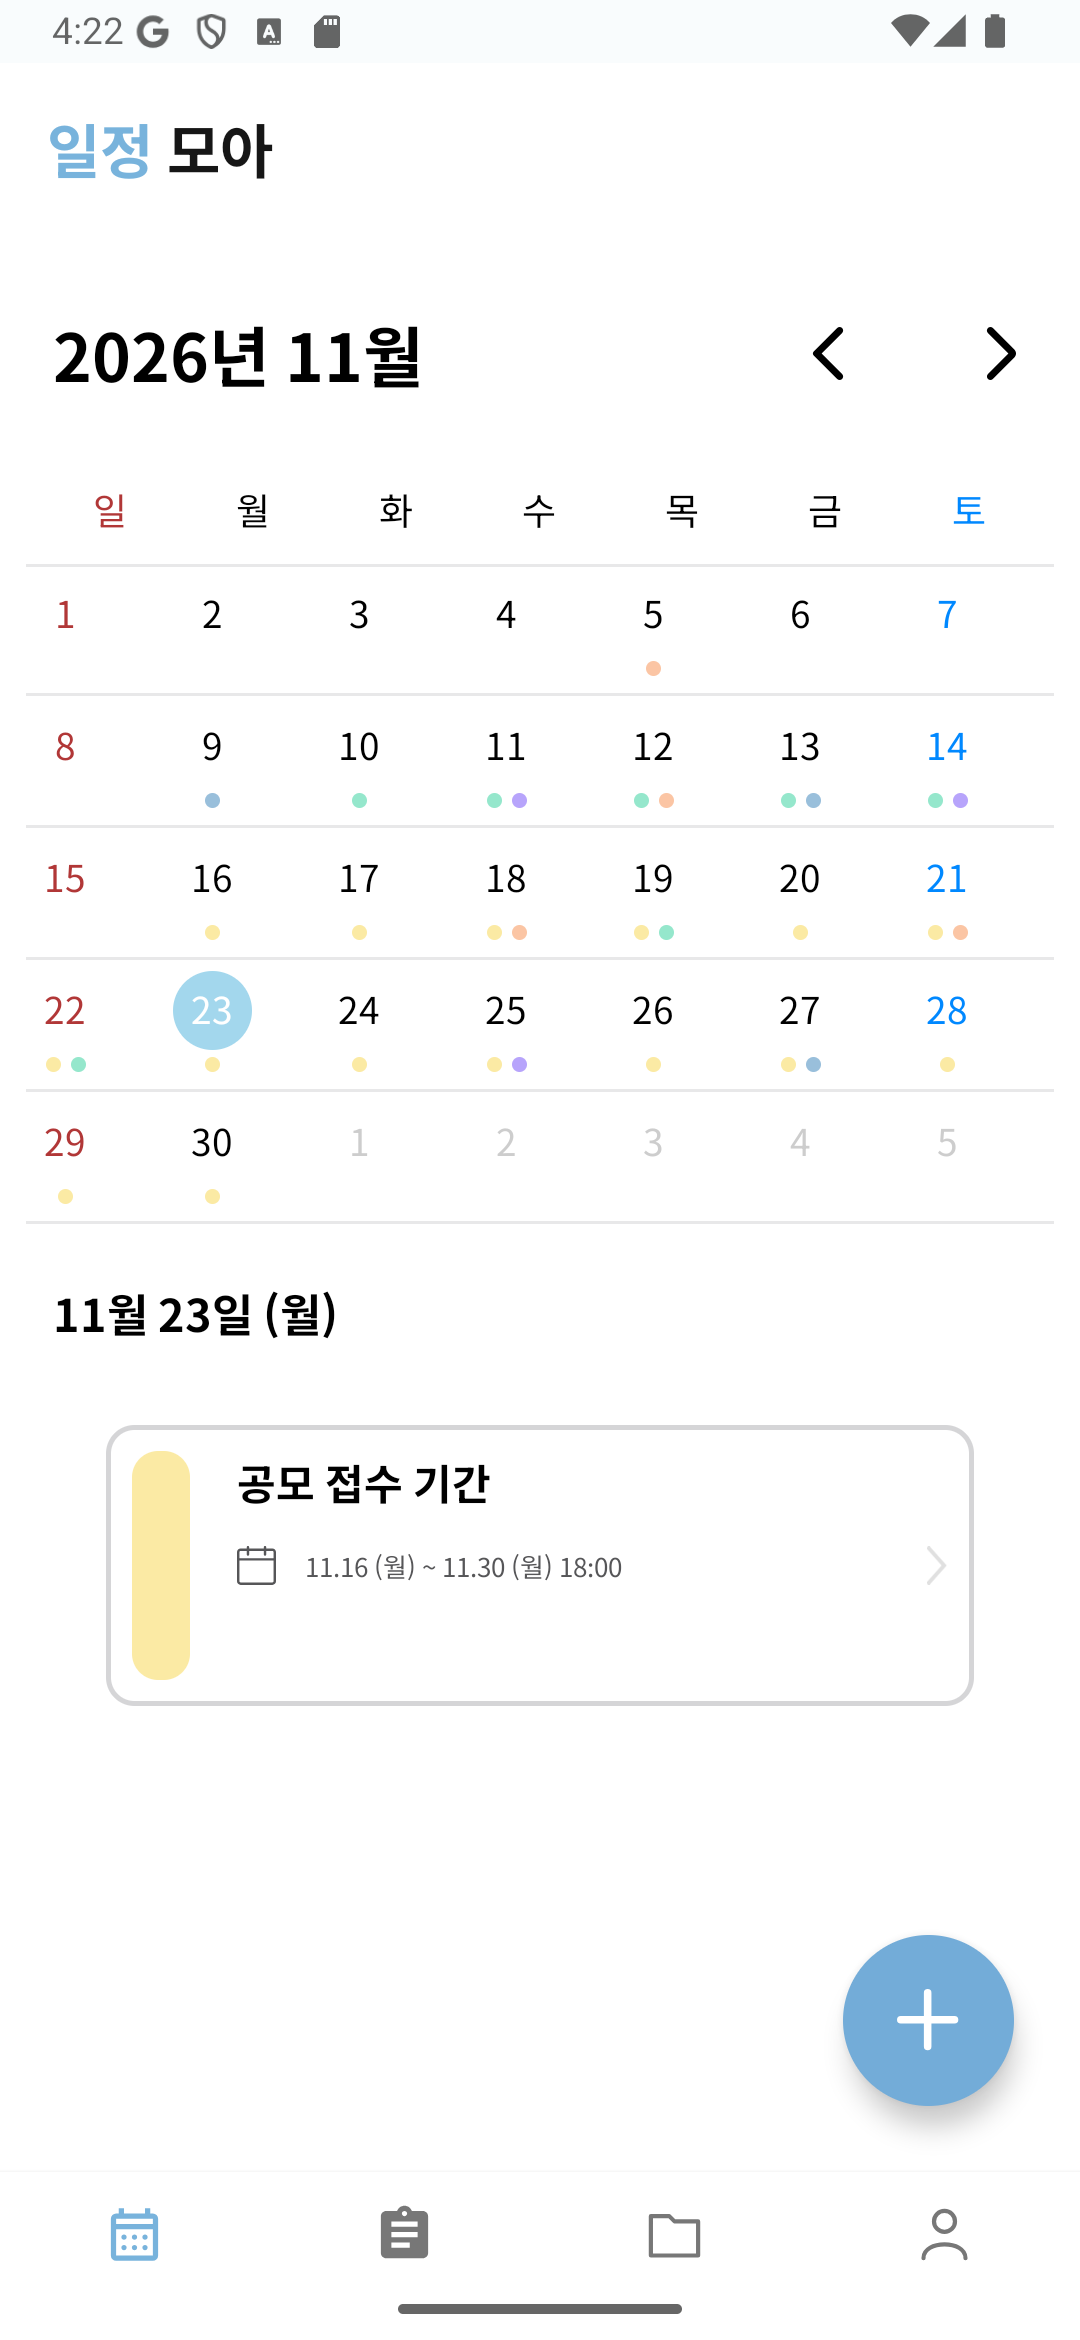 4:22
일정 모아
2026년 11월
일 월 화 수 목 금 토
1 2 3 4 5 6 7
8 9 10 11 12 13 14
15 16 17 18 19 20 21
22 23 24 25 26 27 28
29 30 1 2 3 4 5
11월 23일 (월)
공모 접수 기간
11.16 (월) ~ 11.30 (월) 18:00